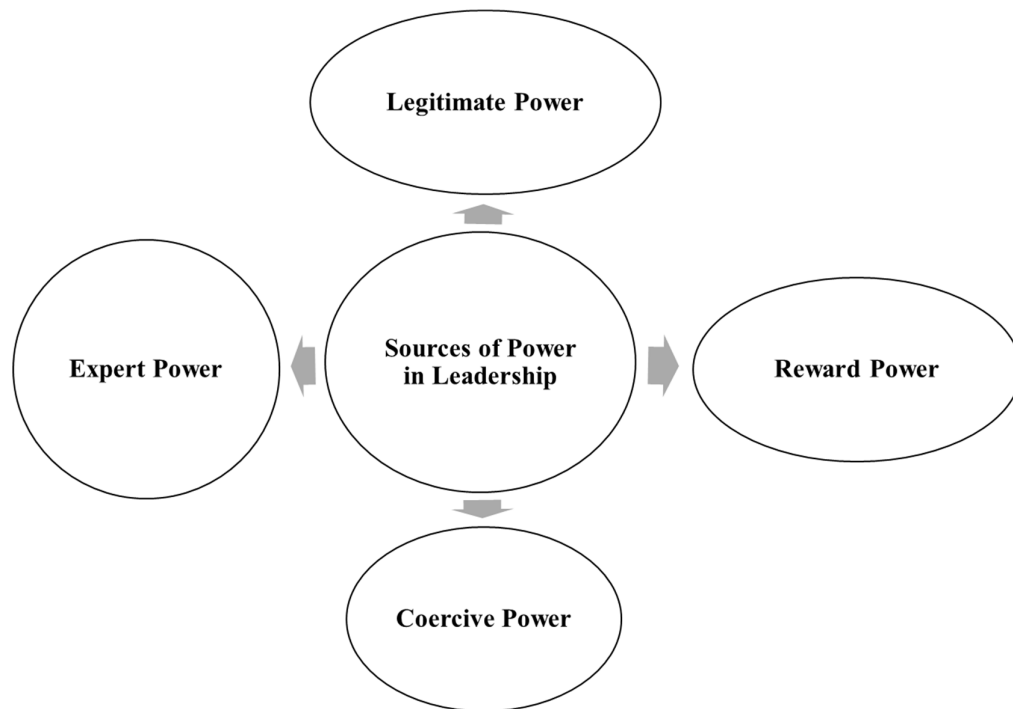 Legitimate Power
Expert Power
Sources of Power
in Leadership
Reward Power
Coercive Power